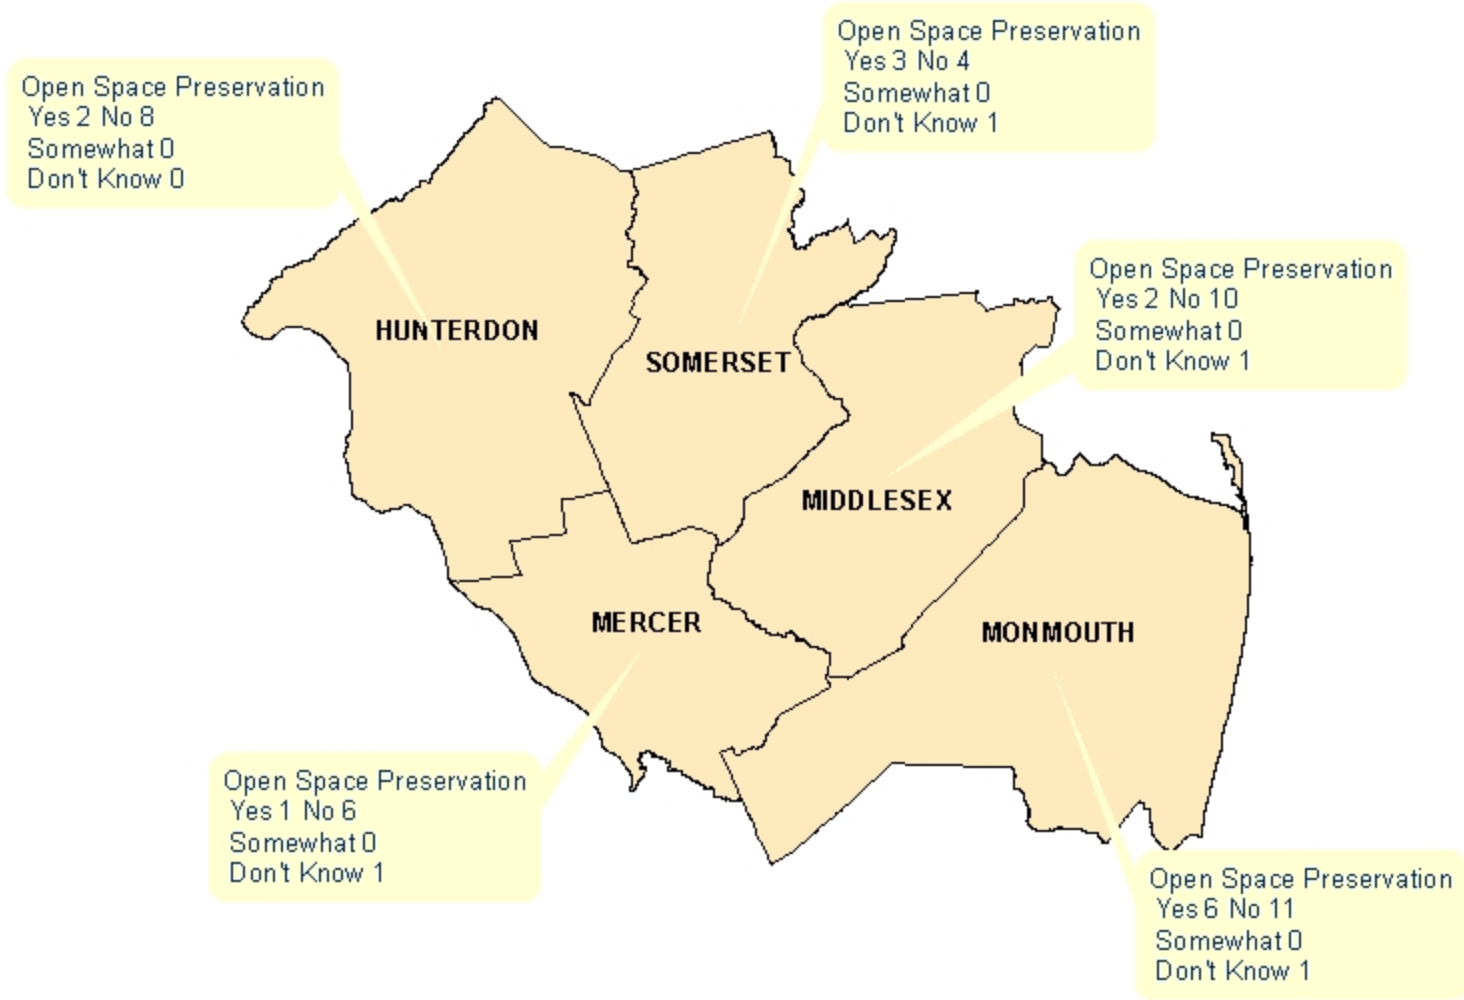 Open Space Preservation
Yes 3 No 4
Somewhat 0
Don't Know 1
Open Space Preservation
Yes 2 No 8
Somewhat 0
Don't Know 0
Open Space Preservation
Yes 2 No 10
Somewhat 0
Don't Know 1
HUNTERDON
SOMERSET
MIDDLESEX
MERCER
MONMOUTH
Open Space Preservation
Yes 1 No 6
Somewhat 0
Don't Know 1
Open Space Preservation
Yes 6 No 11
Somewhat 0
Don't Know 1